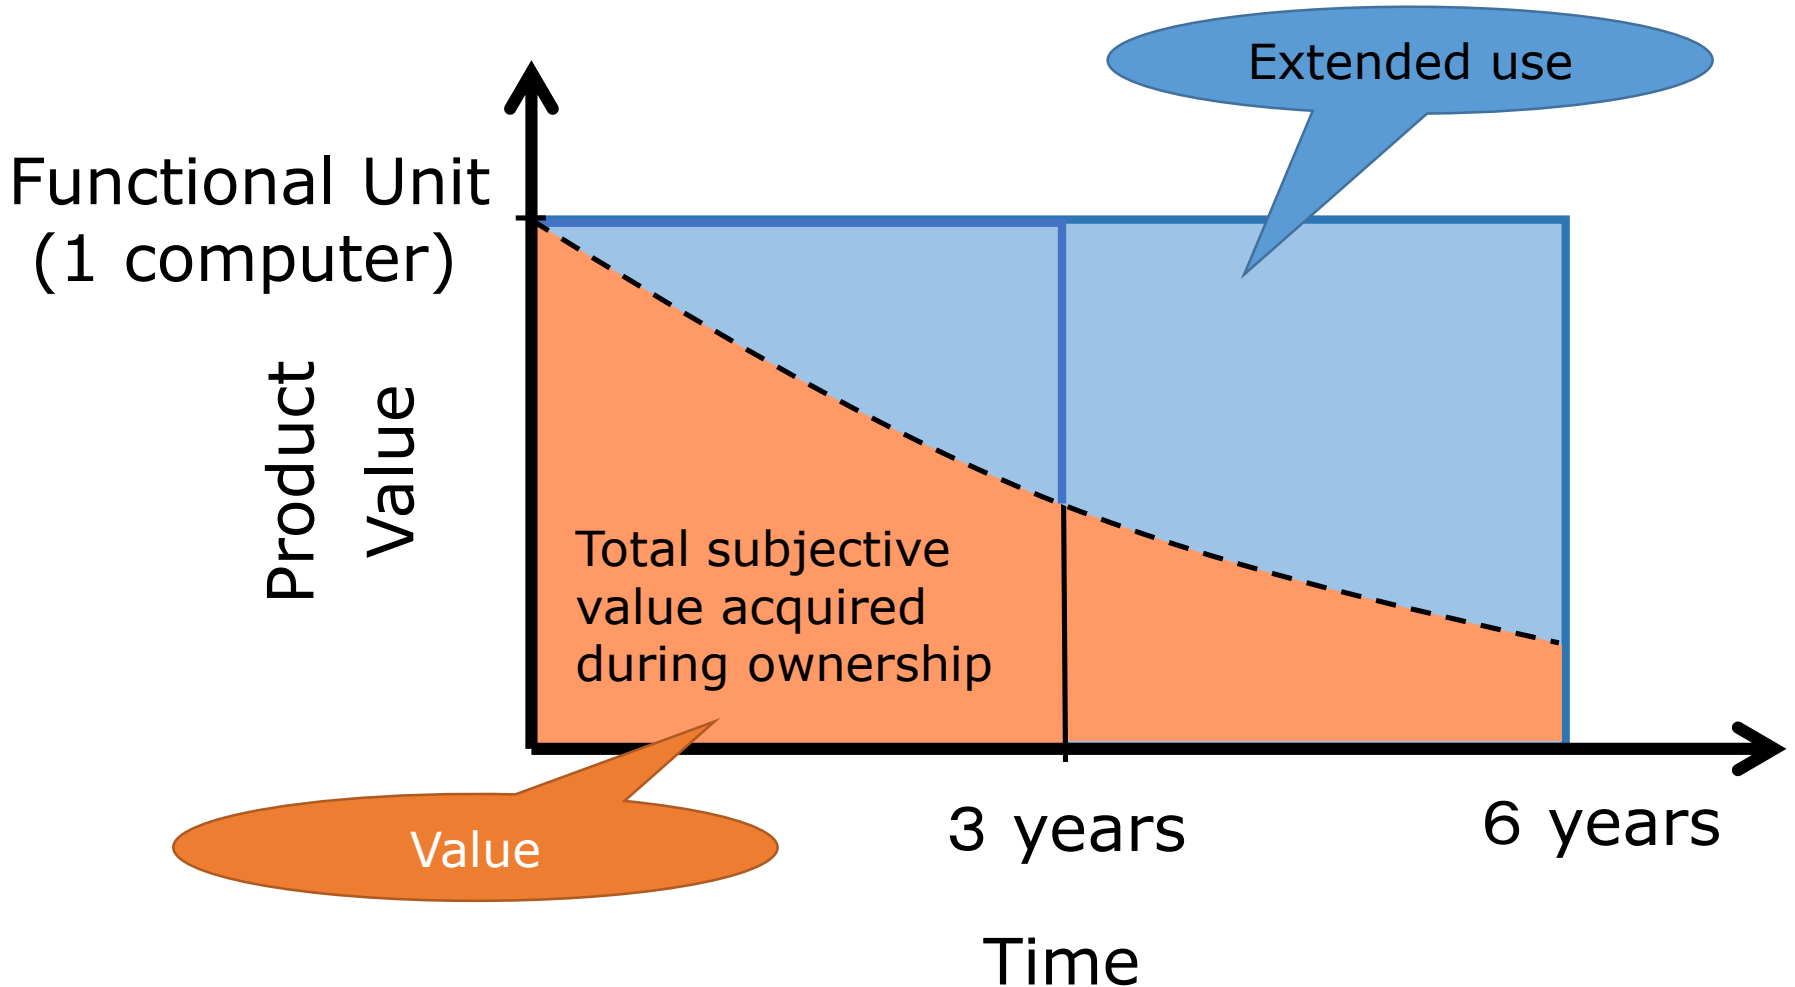 Extended use
Functional Unit
(1 computer)
Product
Value
Total subjective
value acquired
during ownership
Value
3 years
6 years
Time